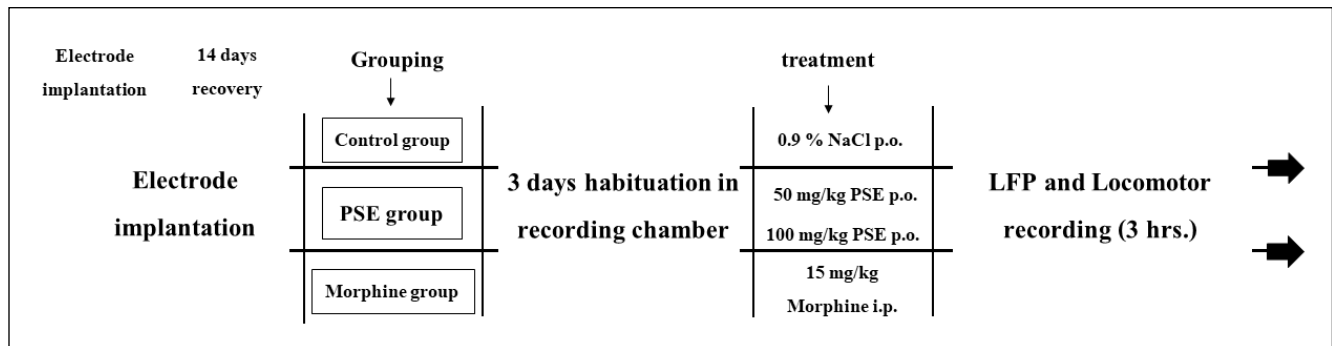 Electrode
implantation
14 days
recovery
Grouping
treatment
Electrode
implantation
Control group
PSE group
Morphine group
3 days habituation in
recording chamber
0.9 % NaCl p.o.
50 mg/kg PSE p.o.
100 mg/kg PSE p.o.
15 mg/kg
Morphine i.p.
LFP and Locomotor
recording (3 hrs.)